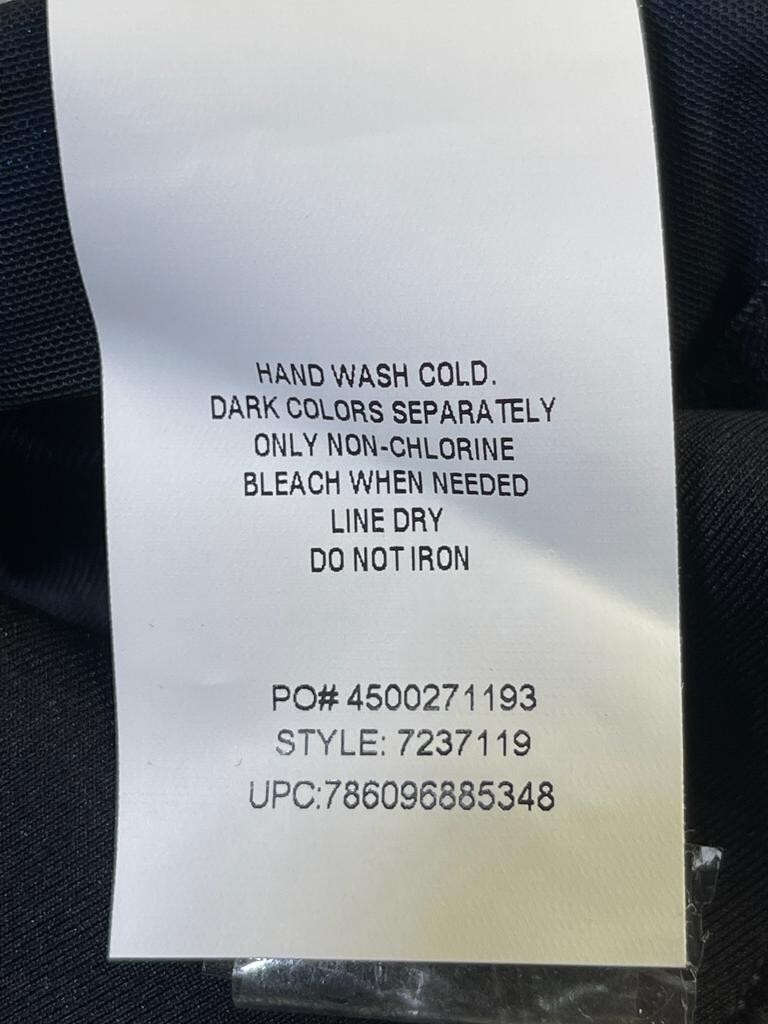 HAND WASH COLD.
DARK COLORS SEPARATELY
ONLY NON-CHLORINE
BLEACH WHEN NEEDED
LINE DRY
DO NOT IRON
PO# 4500271193
STYLE: 7237119
UPC:786096885348